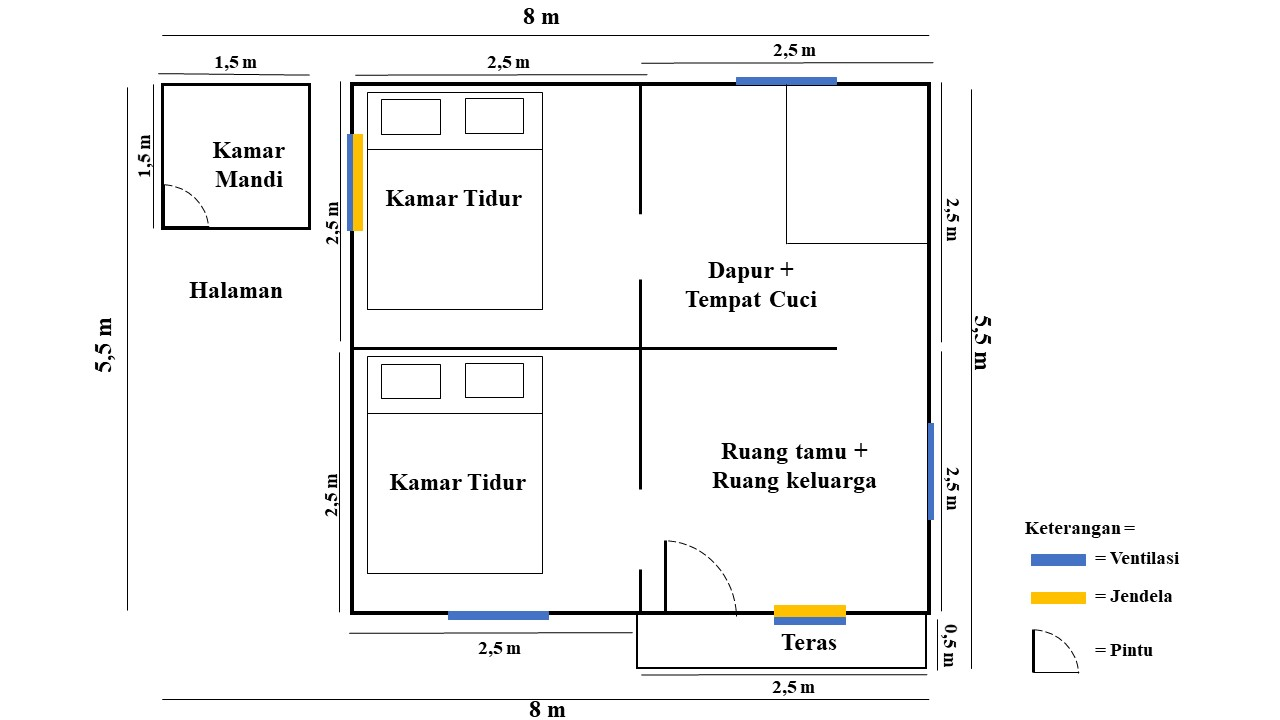 8 m
1,5 m
2,5 m
2,5 m
1,5 m
Kamar
Mandi
Kamar Tidur
2,5 m
2,5 m
Halaman
Dapur +
Tempat Cuci
5,5 m
5,5 m
Kamar Tidur
2,5 m
Ruang tamu +
Ruang keluarga
2,5 m
Keterangan =
= Ventilasi
= Jendela
= Pintu
Teras
0,5 m
2,5 m
2,5 m
8 m